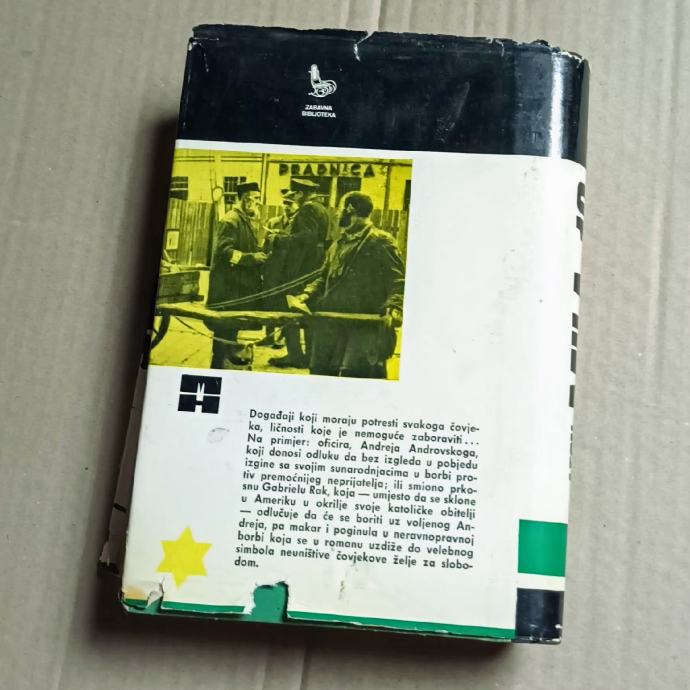 ZABAVNA
BIBLIOTEKA
PRADNICA
Događaji koji moraju potresti svakoga čovje-
ka, ličnosti koje je nemoguće zaboraviti...
Na primjer: oficira, Andreja Androvskoga,
koji donosi odluku da bez izgleda u pobjedu
izgine sa svojim sunarodnjacima u borbi pro-
tiv premoćnijeg neprijatelja; ili smiono prko-
snu Gabrielu Rak, koja — umjesto da se sklone
u Ameriku u okrilje svoje katoličke obitelji
— odlučuje da će se boriti uz voljenog An-
dreja, pa makar i poginula u neravnopravnoj
borbi koja se u romanu uzdiže do velebnog
simbola neuništive čovjekove želje za slobo-
dom.